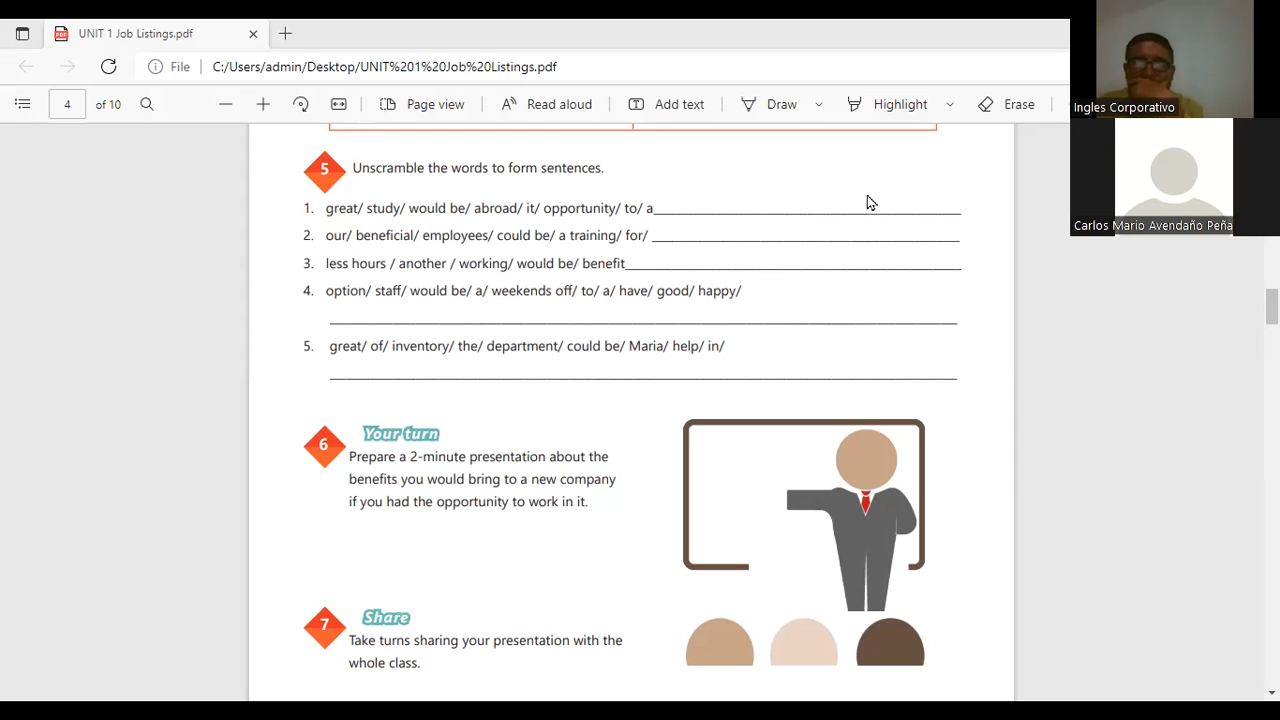 UNIT 1 Job Listings.pdf
File C:/Users/admin/Desktop/UNIT%201%20Job%20Listings.pdf
4 of 10 Page view Read aloud Add text Draw Highlight Erase
Ingles Corporativo
Carlos Mario Avendaño Peña
5 Unscramble the words to form sentences.
1. great/ study/ would be/ abroad/ it/ opportunity/ to/ a____________________
2. our/ beneficial/ employees/ could be/ a training/ for/ ____________________
3. less hours / another / working/ would be/ benefit____________________
4. option/ staff/ would be/ a/ weekends off/ to/ a/ have/ good/ happy/
____________________
5. great/ of/ inventory/ the/ department/ could be/ Maria/ help/ in/
____________________
6 Your turn
Prepare a 2-minute presentation about the
benefits you would bring to a new company
if you had the opportunity to work in it.
7 Share
Take turns sharing your presentation with the
whole class.